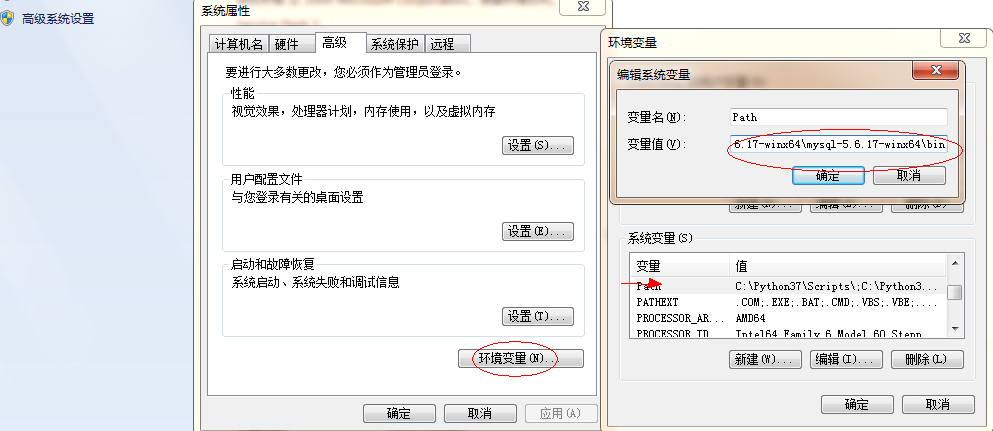 高级系统设置
系统属性
计算机名
硬件
高级
系统保护
远程
要进行大多数更改，您必须作为管理员登录。
性能
视觉效果，处理器计划，内存使用，以及虚拟内存
设置(S)...
用户配置文件
与您登录有关的桌面设置
设置(E)...
启动和故障恢复
系统启动、系统失败和调试信息
设置(T)...
环境变量(N)...
确定
取消
应用(A)
环境变量
编辑系统变量
变量名(N):
Path
变量值(V):
6.17-winx64\mysql-5.6.17-winx64\bin
确定
取消
系统变量(S)
变量 值
Path C:\Python37\Scripts\;C:\Python3...
PATHEXT .COM;.EXE;.BAT;.CMD;.VBS;.VBE;....
PROCESSOR_AR... AMD64
PROCESSOR_ID Intel64 Family 6 Model 60 Stepp
新建(W)...
编辑(I)...
删除(L)
确定
取消